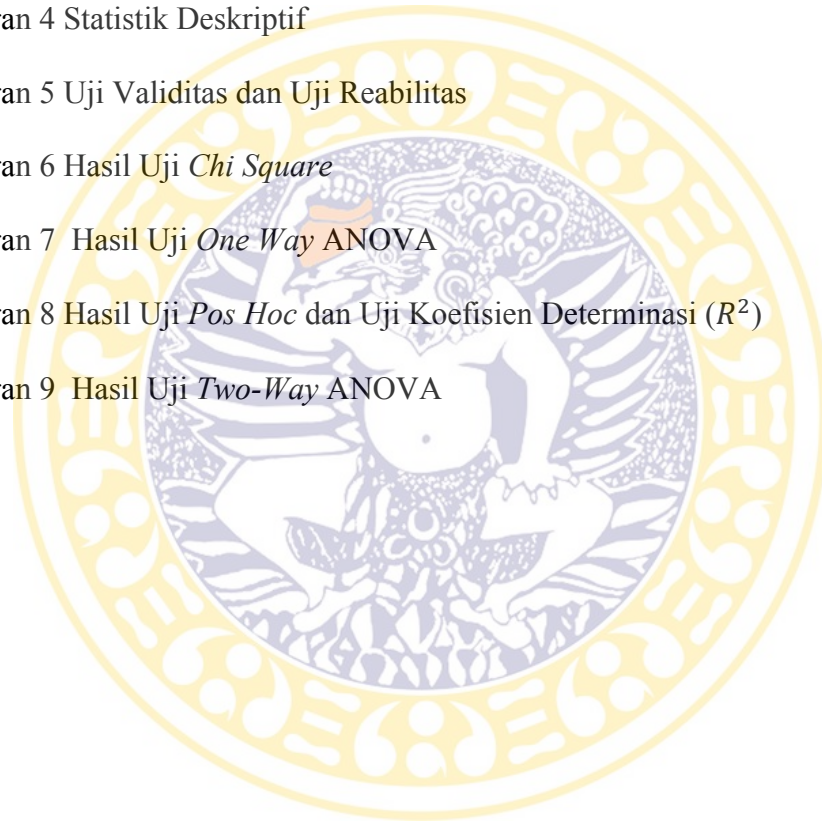 ran 4 Statistik Deskriptif
ran 5 Uji Validitas dan Uji Reabilitas
ran 6 Hasil Uji Chi Square
ran 7 Hasil Uji One Way ANOVA
ran 8 Hasil Uji Pos Hoc dan Uji Koefisien Determinasi (𝑅²)
ran 9 Hasil Uji Two-Way ANOVA